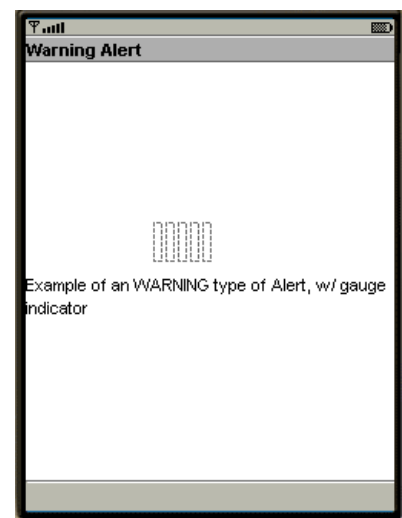 Warning Alert
Example of an WARNING type of Alert, w/ gauge
indicator